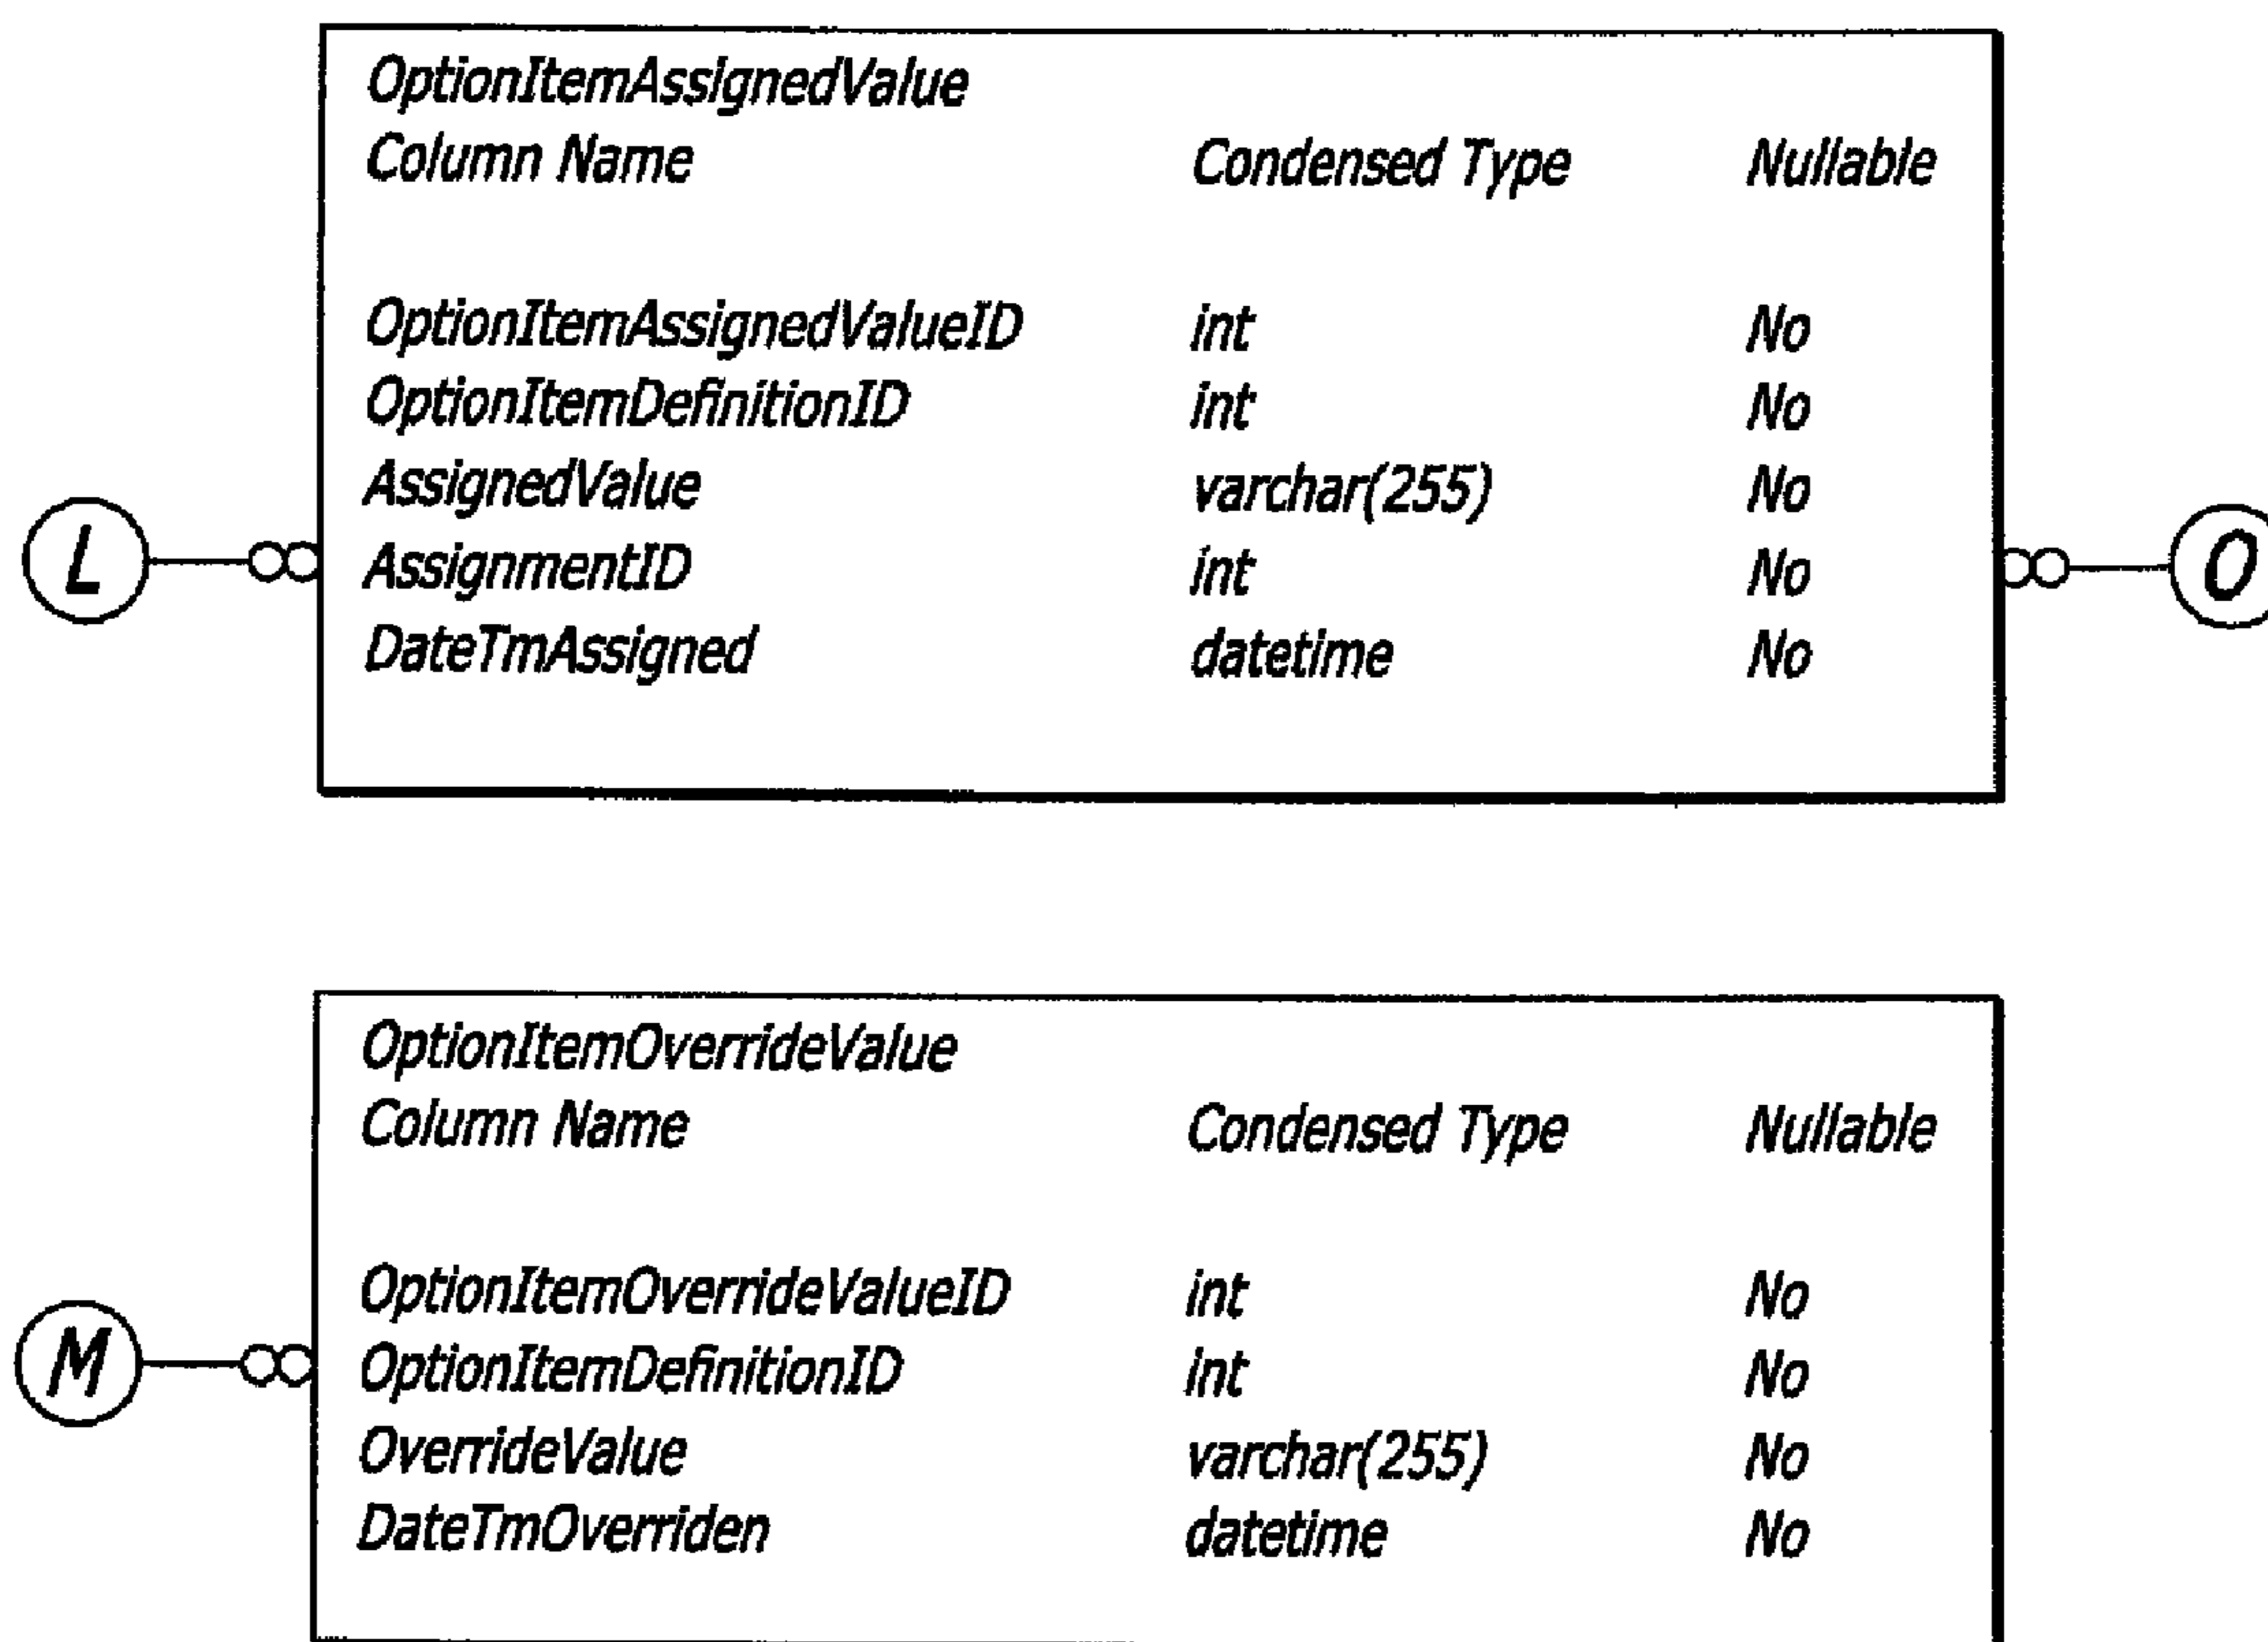 OptionItemAssignedValue
Column Name Condensed Type Nullable
OptionItemAssignedValueID int No
OptionItemDefinitionID int No
AssignedValue varchar(255) No
L AssignmentID int No O
DateTmAssigned datetime No
OptionItemOverrideValue
Column Name Condensed Type Nullable
OptionItemOverrideValueID int No
M OptionItemDefinitionID int No
OverrideValue varchar(255) No
DateTmOverriden datetime No